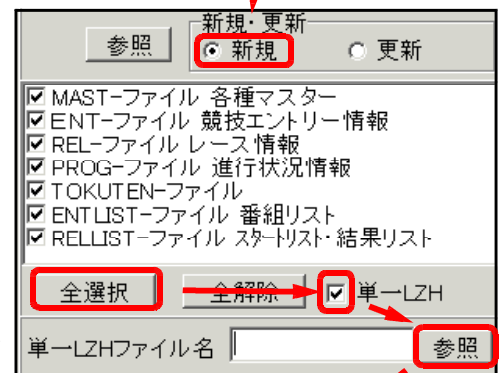 新規・更新
参照 新規 更新
MAST-ファイル 各種マスター
ENT-ファイル 競技エントリー情報
REL-ファイル レース情報
PROG-ファイル 進行状況情報
TOKUTEN-ファイル
ENTLIST-ファイル 番組リスト
RELLIST-ファイル スタートリスト・結果リスト
全選択 全解除 単一LZH
単一LZHファイル名 参照